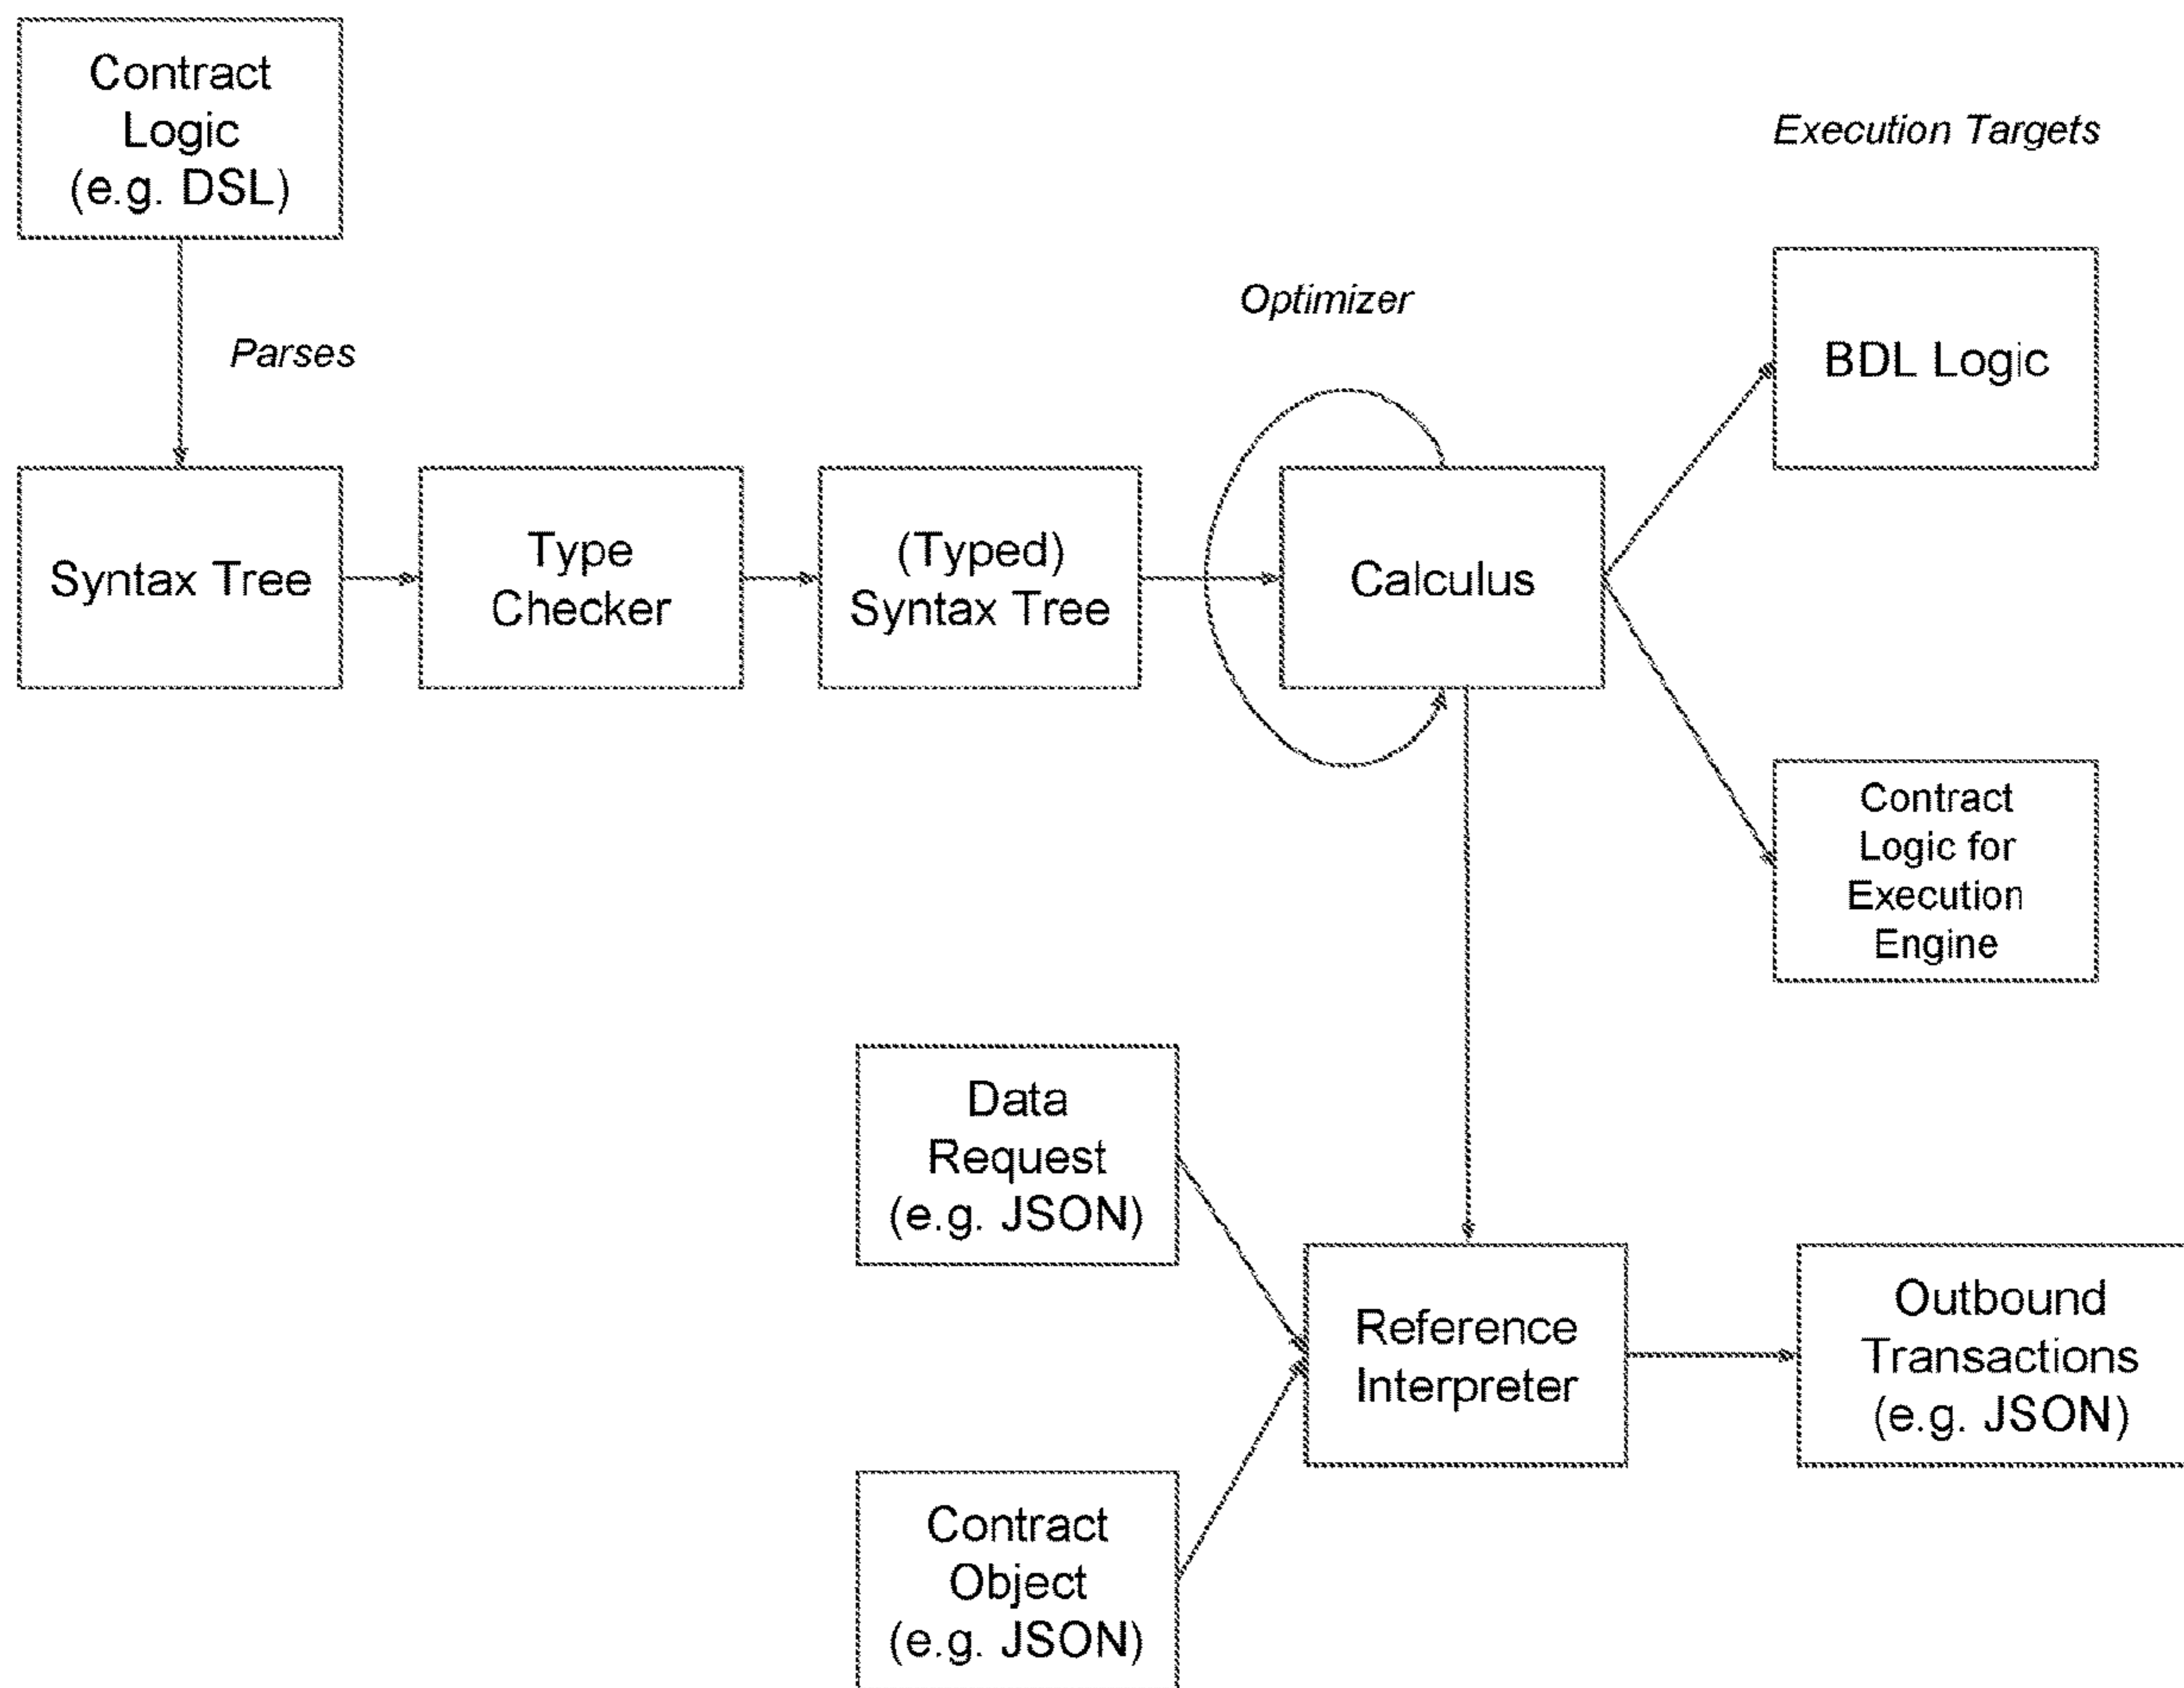 Contract
Logic
(e.g. DSL)
Execution Targets
Optimizer
BDL Logic
Parses
Syntax Tree
Type
Checker
(Typed)
Syntax Tree
Calculus
Contract
Logic for
Execution
Engine
Data
Request
(e.g. JSON)
Reference
Interpreter
Outbound
Transactions
(e.g. JSON)
Contract
Object
(e.g. JSON)